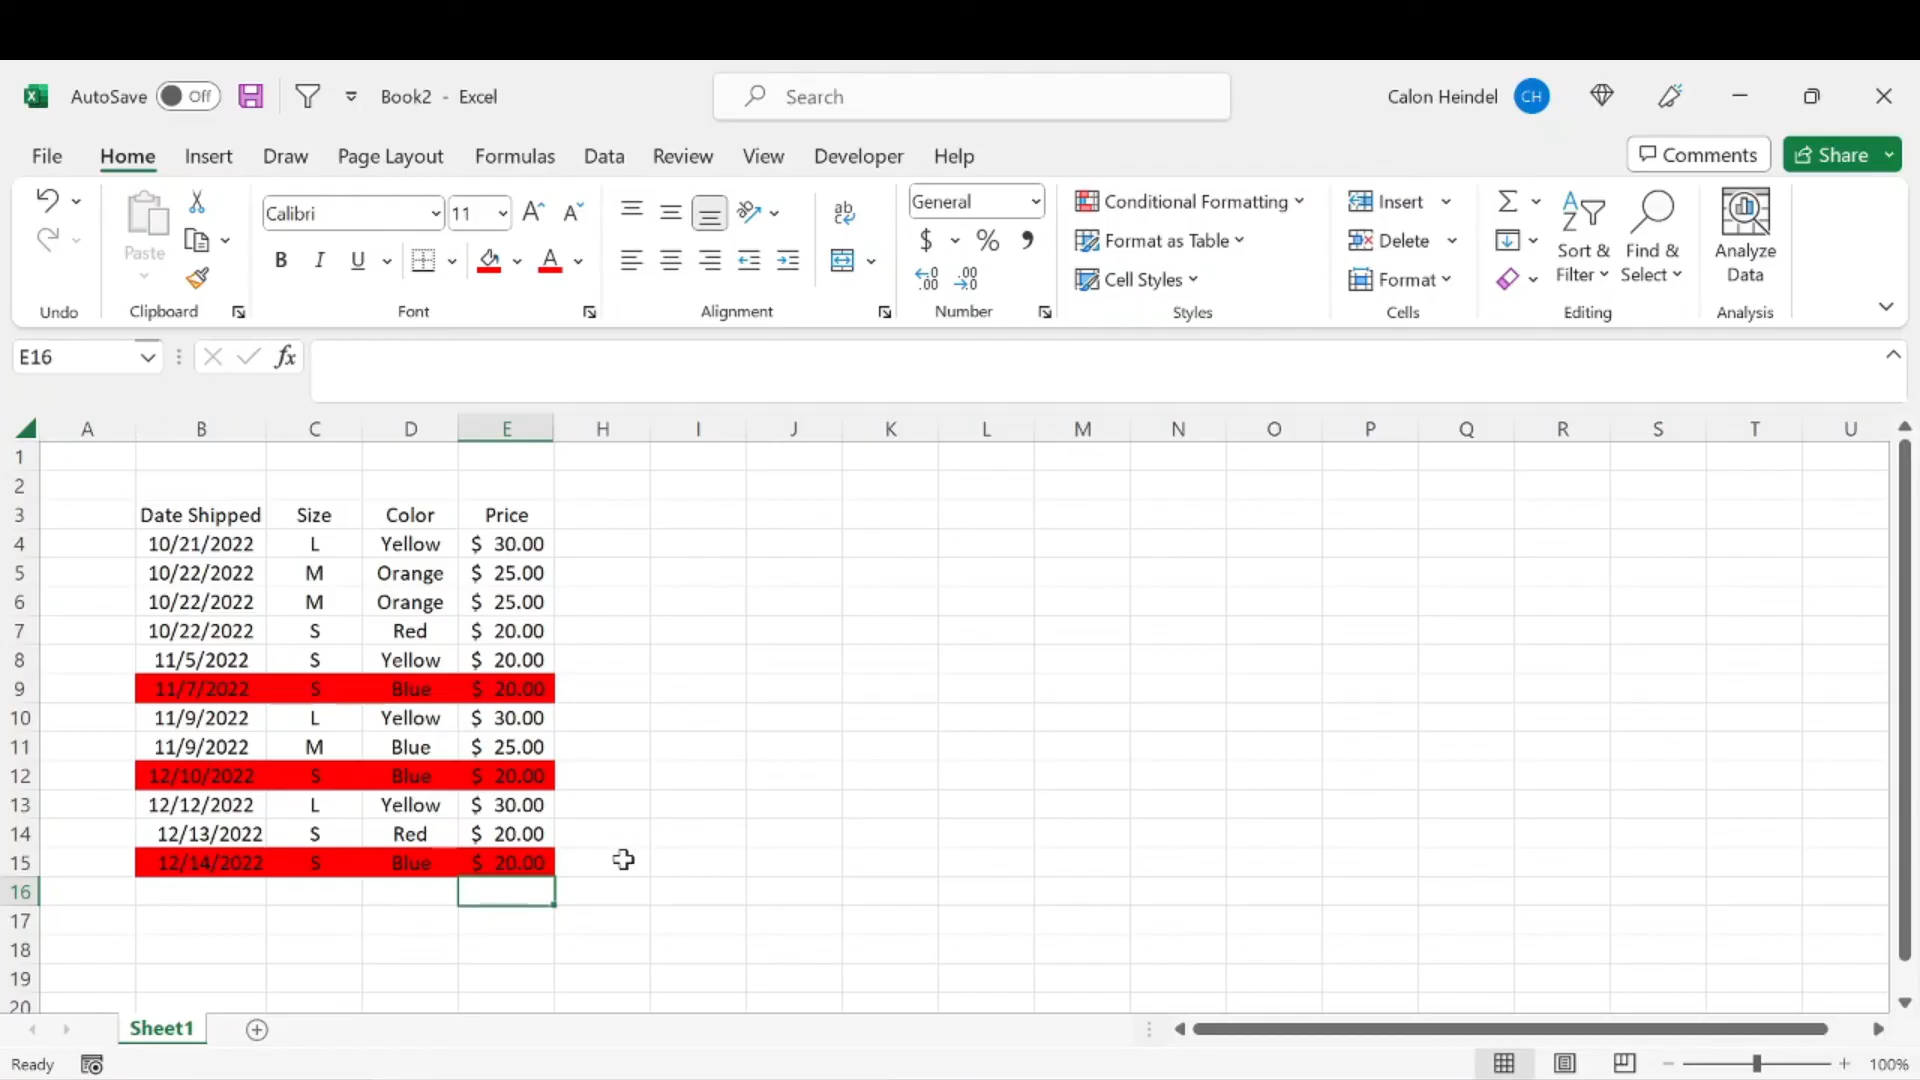 AutoSave Off Book2 - Excel Search Calon Heindel CH
File Home Insert Draw Page Layout Formulas Data Review View Developer Help Comments Share
Calibri 11 ab General Conditional Formatting Insert
Paste B I U A $ % , Format as Table Delete Sort & Find & Analyze
Cell Styles Format Filter Select Data
Undo Clipboard Font Alignment Number Styles Cells Editing Analysis
E16 fx
A B C D E H I J K L M N O P Q R S T U
1
2
3 Date Shipped Size Color Price
4 10/21/2022 L Yellow $ 30.00
5 10/22/2022 M Orange $ 25.00
6 10/22/2022 M Orange $ 25.00
7 10/22/2022 S Red $ 20.00
8 11/5/2022 S Yellow $ 20.00
9 11/7/2022 S Blue $ 20.00
10 11/9/2022 L Yellow $ 30.00
11 11/9/2022 M Blue $ 25.00
12 12/10/2022 S Blue $ 20.00
13 12/12/2022 L Yellow $ 30.00
14 12/13/2022 S Red $ 20.00
15 12/14/2022 S Blue $ 20.00
16
17
18
19
20
Sheet1
Ready 100%